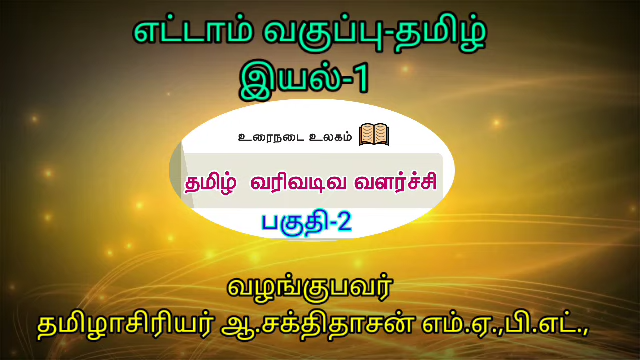 எட்டாம் வகுப்பு-தமிழ்
இயல்-1
உரைநடை உலகம்
தமிழ் வரிவடிவ வளர்ச்சி
பகுதி-2
வழங்குபவர்
தமிழாசிரியர் ஆ.சக்திதாசன் எம்.ஏ.,பி.எட்.,